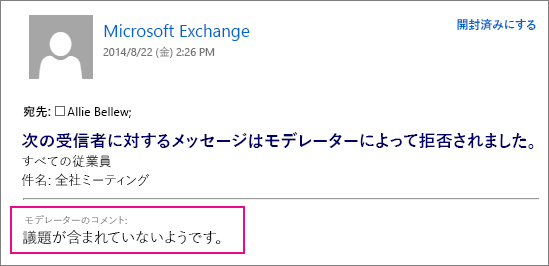 Microsoft Exchange
開封済みにする
2014/8/22 (金) 2:26 PM
宛先: □Allie Bellew;
次の受信者に対するメッセージはモデレーターによって拒否されました。
すべての従業員
件名: 全社ミーティング
モデレーターのコメント:
議題が含まれていないようです。